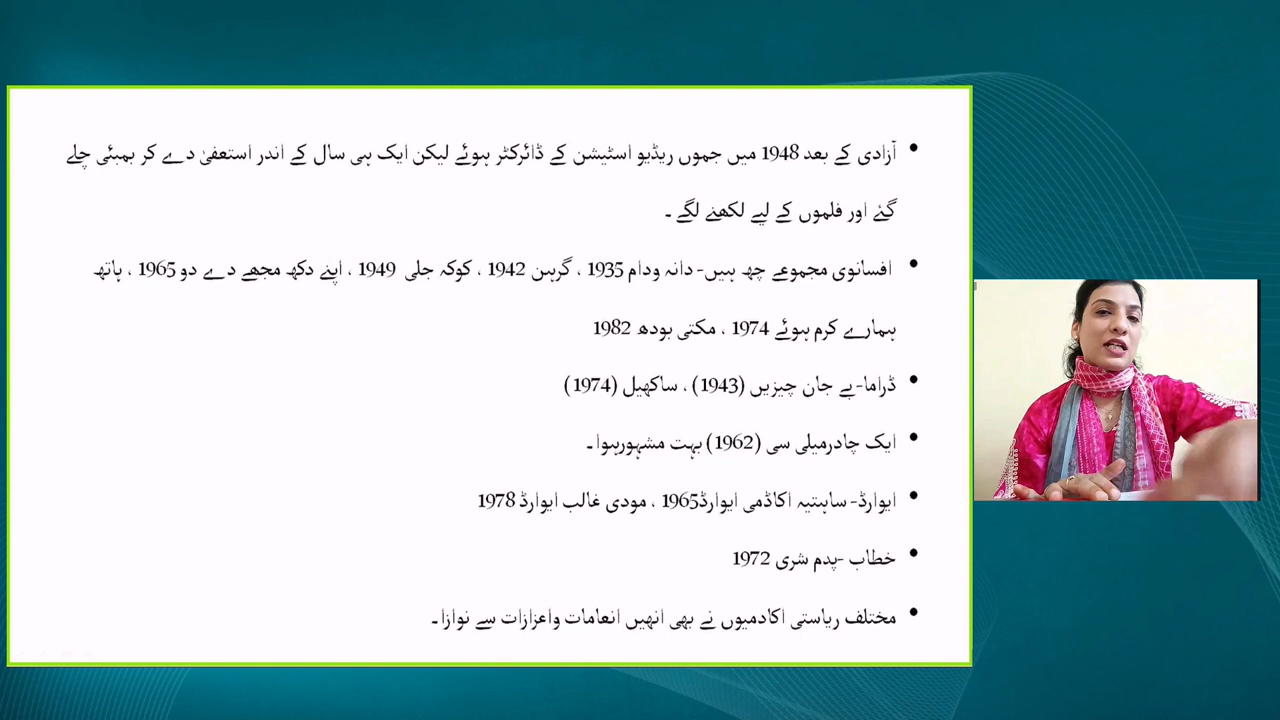 • آزادی کے بعد 1948 میں جموں ریڈیو اسٹیشن کے ڈائرکٹر ہوئے لیکن ایک ہی سال کے اندر استعفیٰ دے کر بمبئی چلے
گئے اور فلموں کے لیے لکھنے لگے ۔
• افسانوی مجموعے چھ ہیں- دانہ ودام 1935 ، گرہن 1942 ، کوکہ جلی 1949 ، اپنے دکھ مجھے دے دو 1965 ، ہاتھ
ہمارے کرم ہوئے 1974 ، مکتی بودھ 1982
• ڈراما-بے جان چیزیں (1943) ، ساکھیل (1974)
• ایک چادرمیلی سی (1962) بہت مشہورہوا ۔
• ایوارڈ- ساہتیہ اکاڈمی ایوارڈ1965 ، مودی غالب ایوارڈ 1978
• خطاب -پدم شری 1972
• مختلف ریاستی اکادمیوں نے بھی انھیں انعامات واعزازات سے نوازا ۔